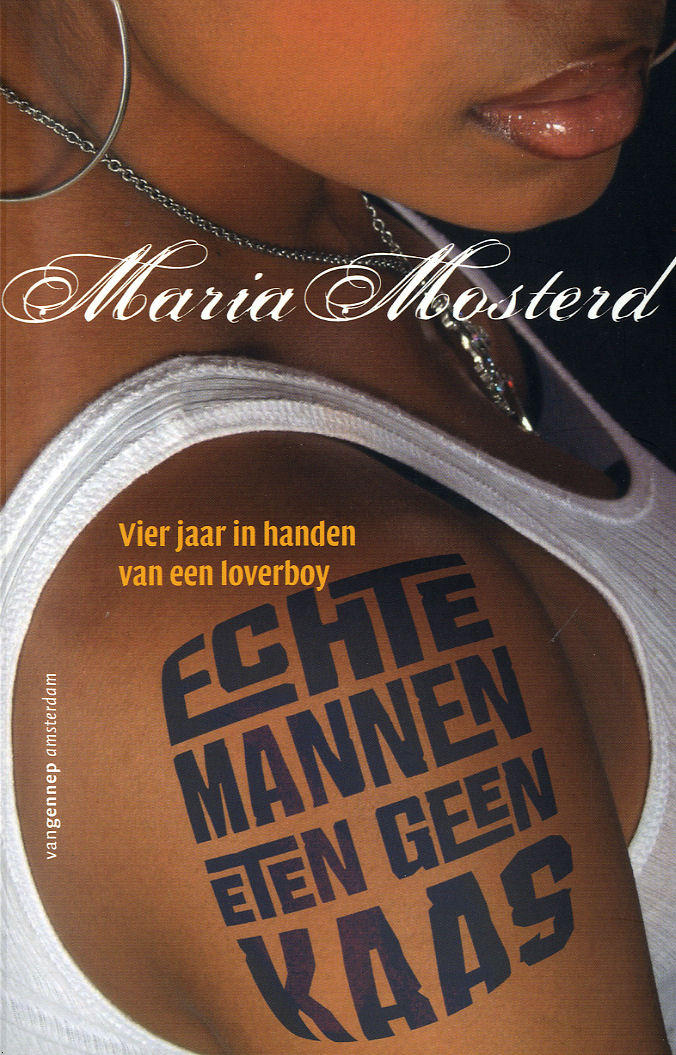 Maria Mosterd
Vier jaar in handen
van een loverboy
ECHTE
MANNEN
ETEN GEEN
KAAS
vangennep amsterdam